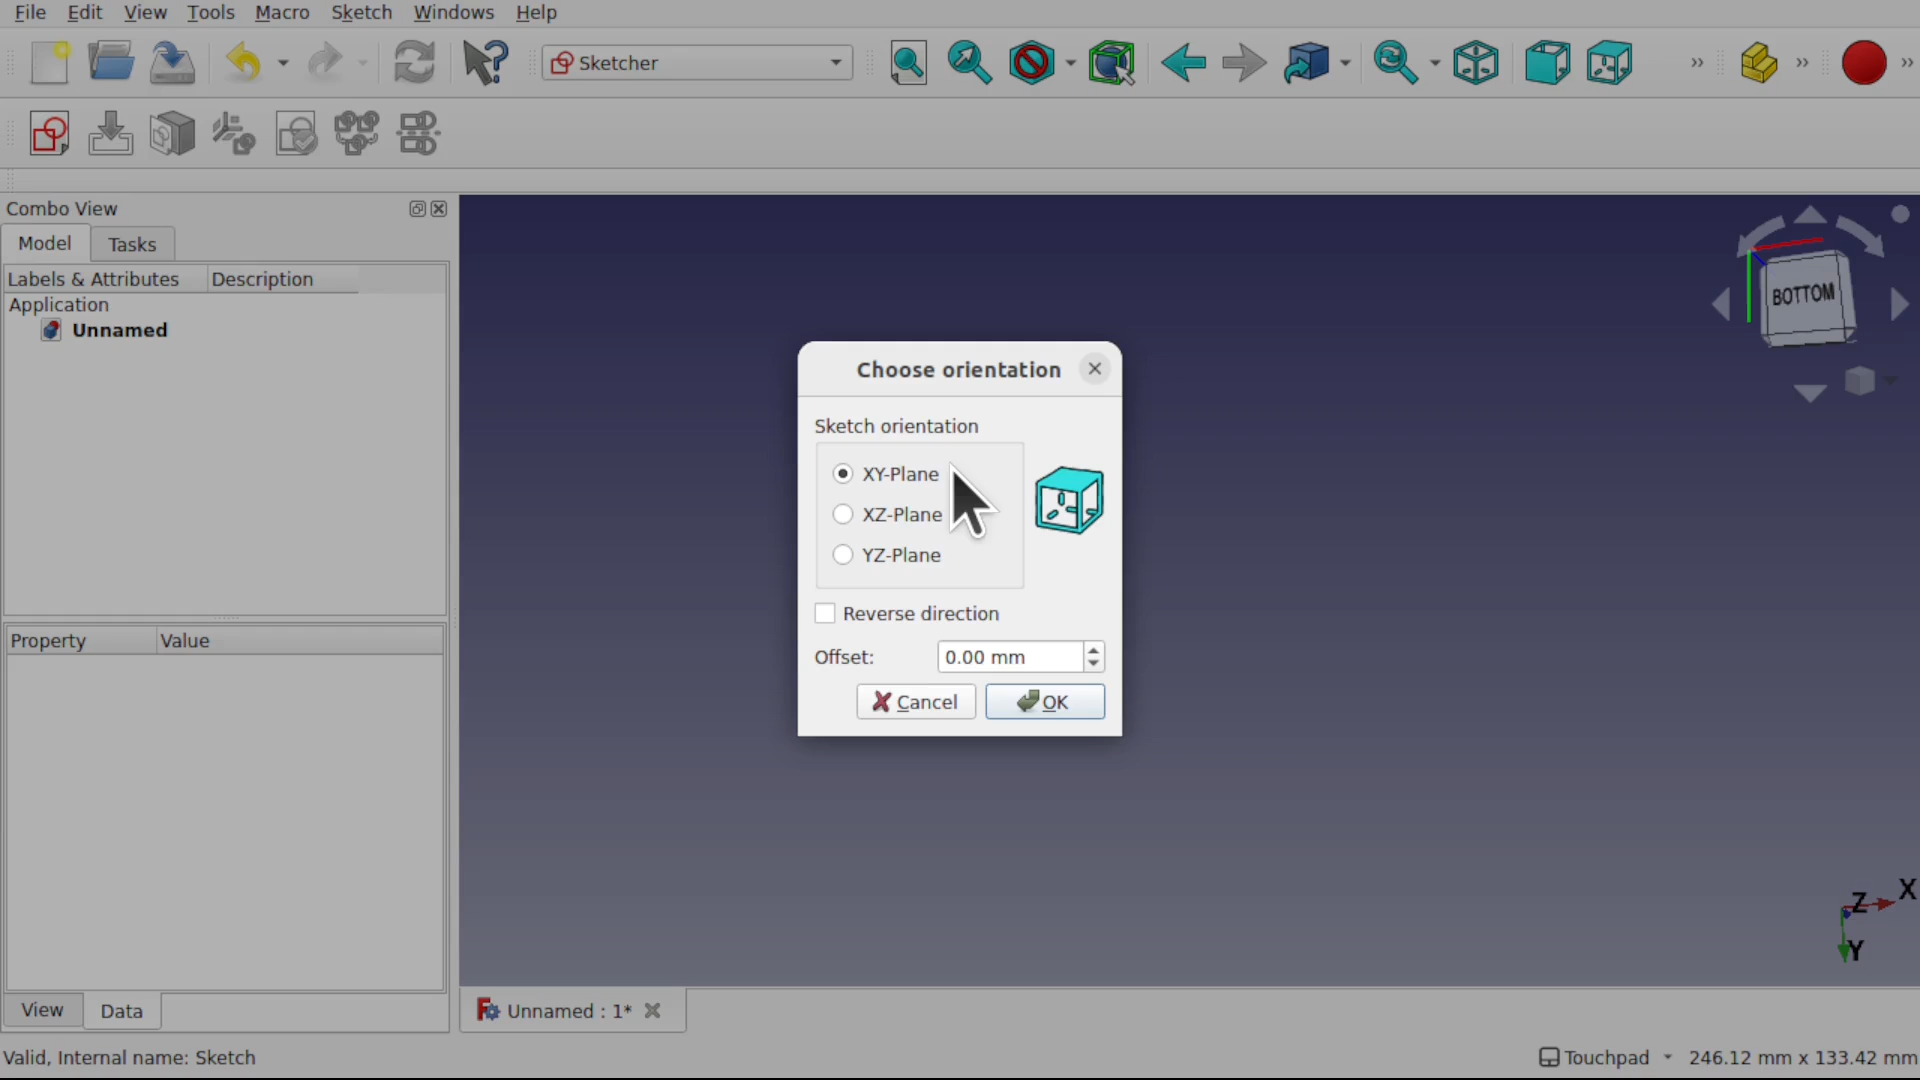 File Edit View Tools Macro Sketch Windows Help
Sketcher
Combo View
Model Tasks
Labels & Attributes Description
Application
Unnamed
BOTTOM
Choose orientation
Sketch orientation
XY-Plane
XZ-Plane
YZ-Plane
Reverse direction
Offset: 0.00 mm
Cancel OK
Property Value
X
Z
Y
View Data
Unnamed : 1*
Valid, Internal name: Sketch
Touchpad 246.12 mm x 133.42 mm